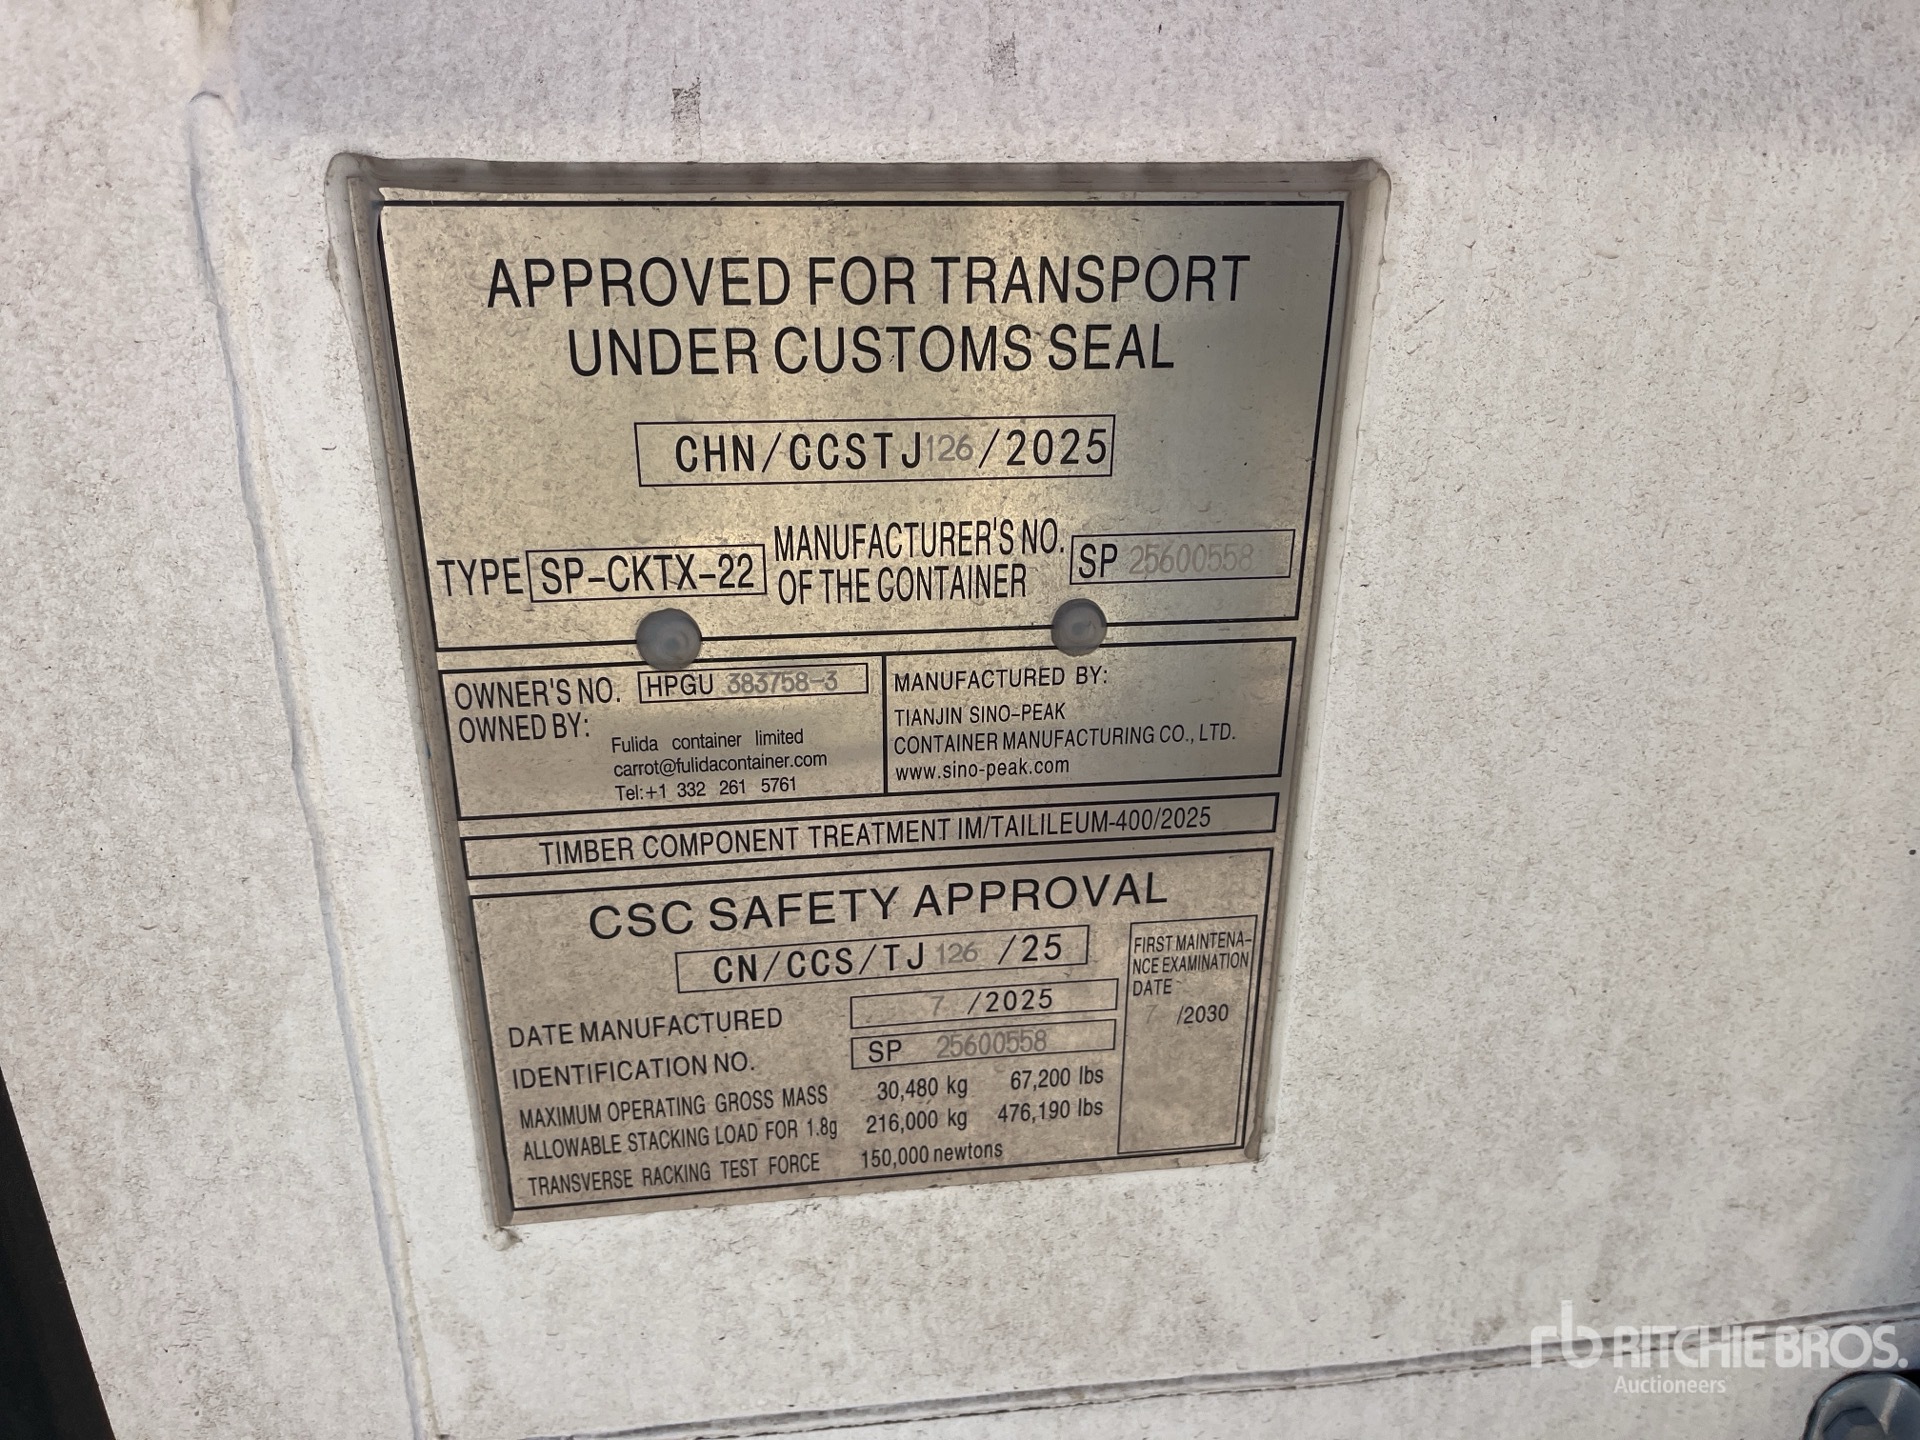 APPROVED FOR TRANSPORT
UNDER CUSTOMS SEAL
CHN/CCSTJ126/2025
TYPE SP-CKTX-22 MANUFACTURER'S NO. OF THE CONTAINER SP 25600558
OWNER'S NO. HPGU 383758-3
OWNED BY:
Fulida container limited
carrot@fulidacontainer.com
Tel:+1 332 261 5761
MANUFACTURED BY:
TIANJIN SINO-PEAK
CONTAINER MANUFACTURING CO., LTD.
www.sino-peak.com
TIMBER COMPONENT TREATMENT IM/TAILILEUM-400/2025
CSC SAFETY APPROVAL
CN/CCS/TJ 126 /25
DATE MANUFACTURED 7 /2025
IDENTIFICATION NO. SP 25600558
MAXIMUM OPERATING GROSS MASS 30,480 kg 67,200 lbs
ALLOWABLE STACKING LOAD FOR 1.8g 216,000 kg 476,190 lbs
TRANSVERSE RACKING TEST FORCE 150,000 newtons
FIRST MAINTENA-
NCE EXAMINATION
DATE
7 /2030
rb RITCHIE BROS.
Auctioneers